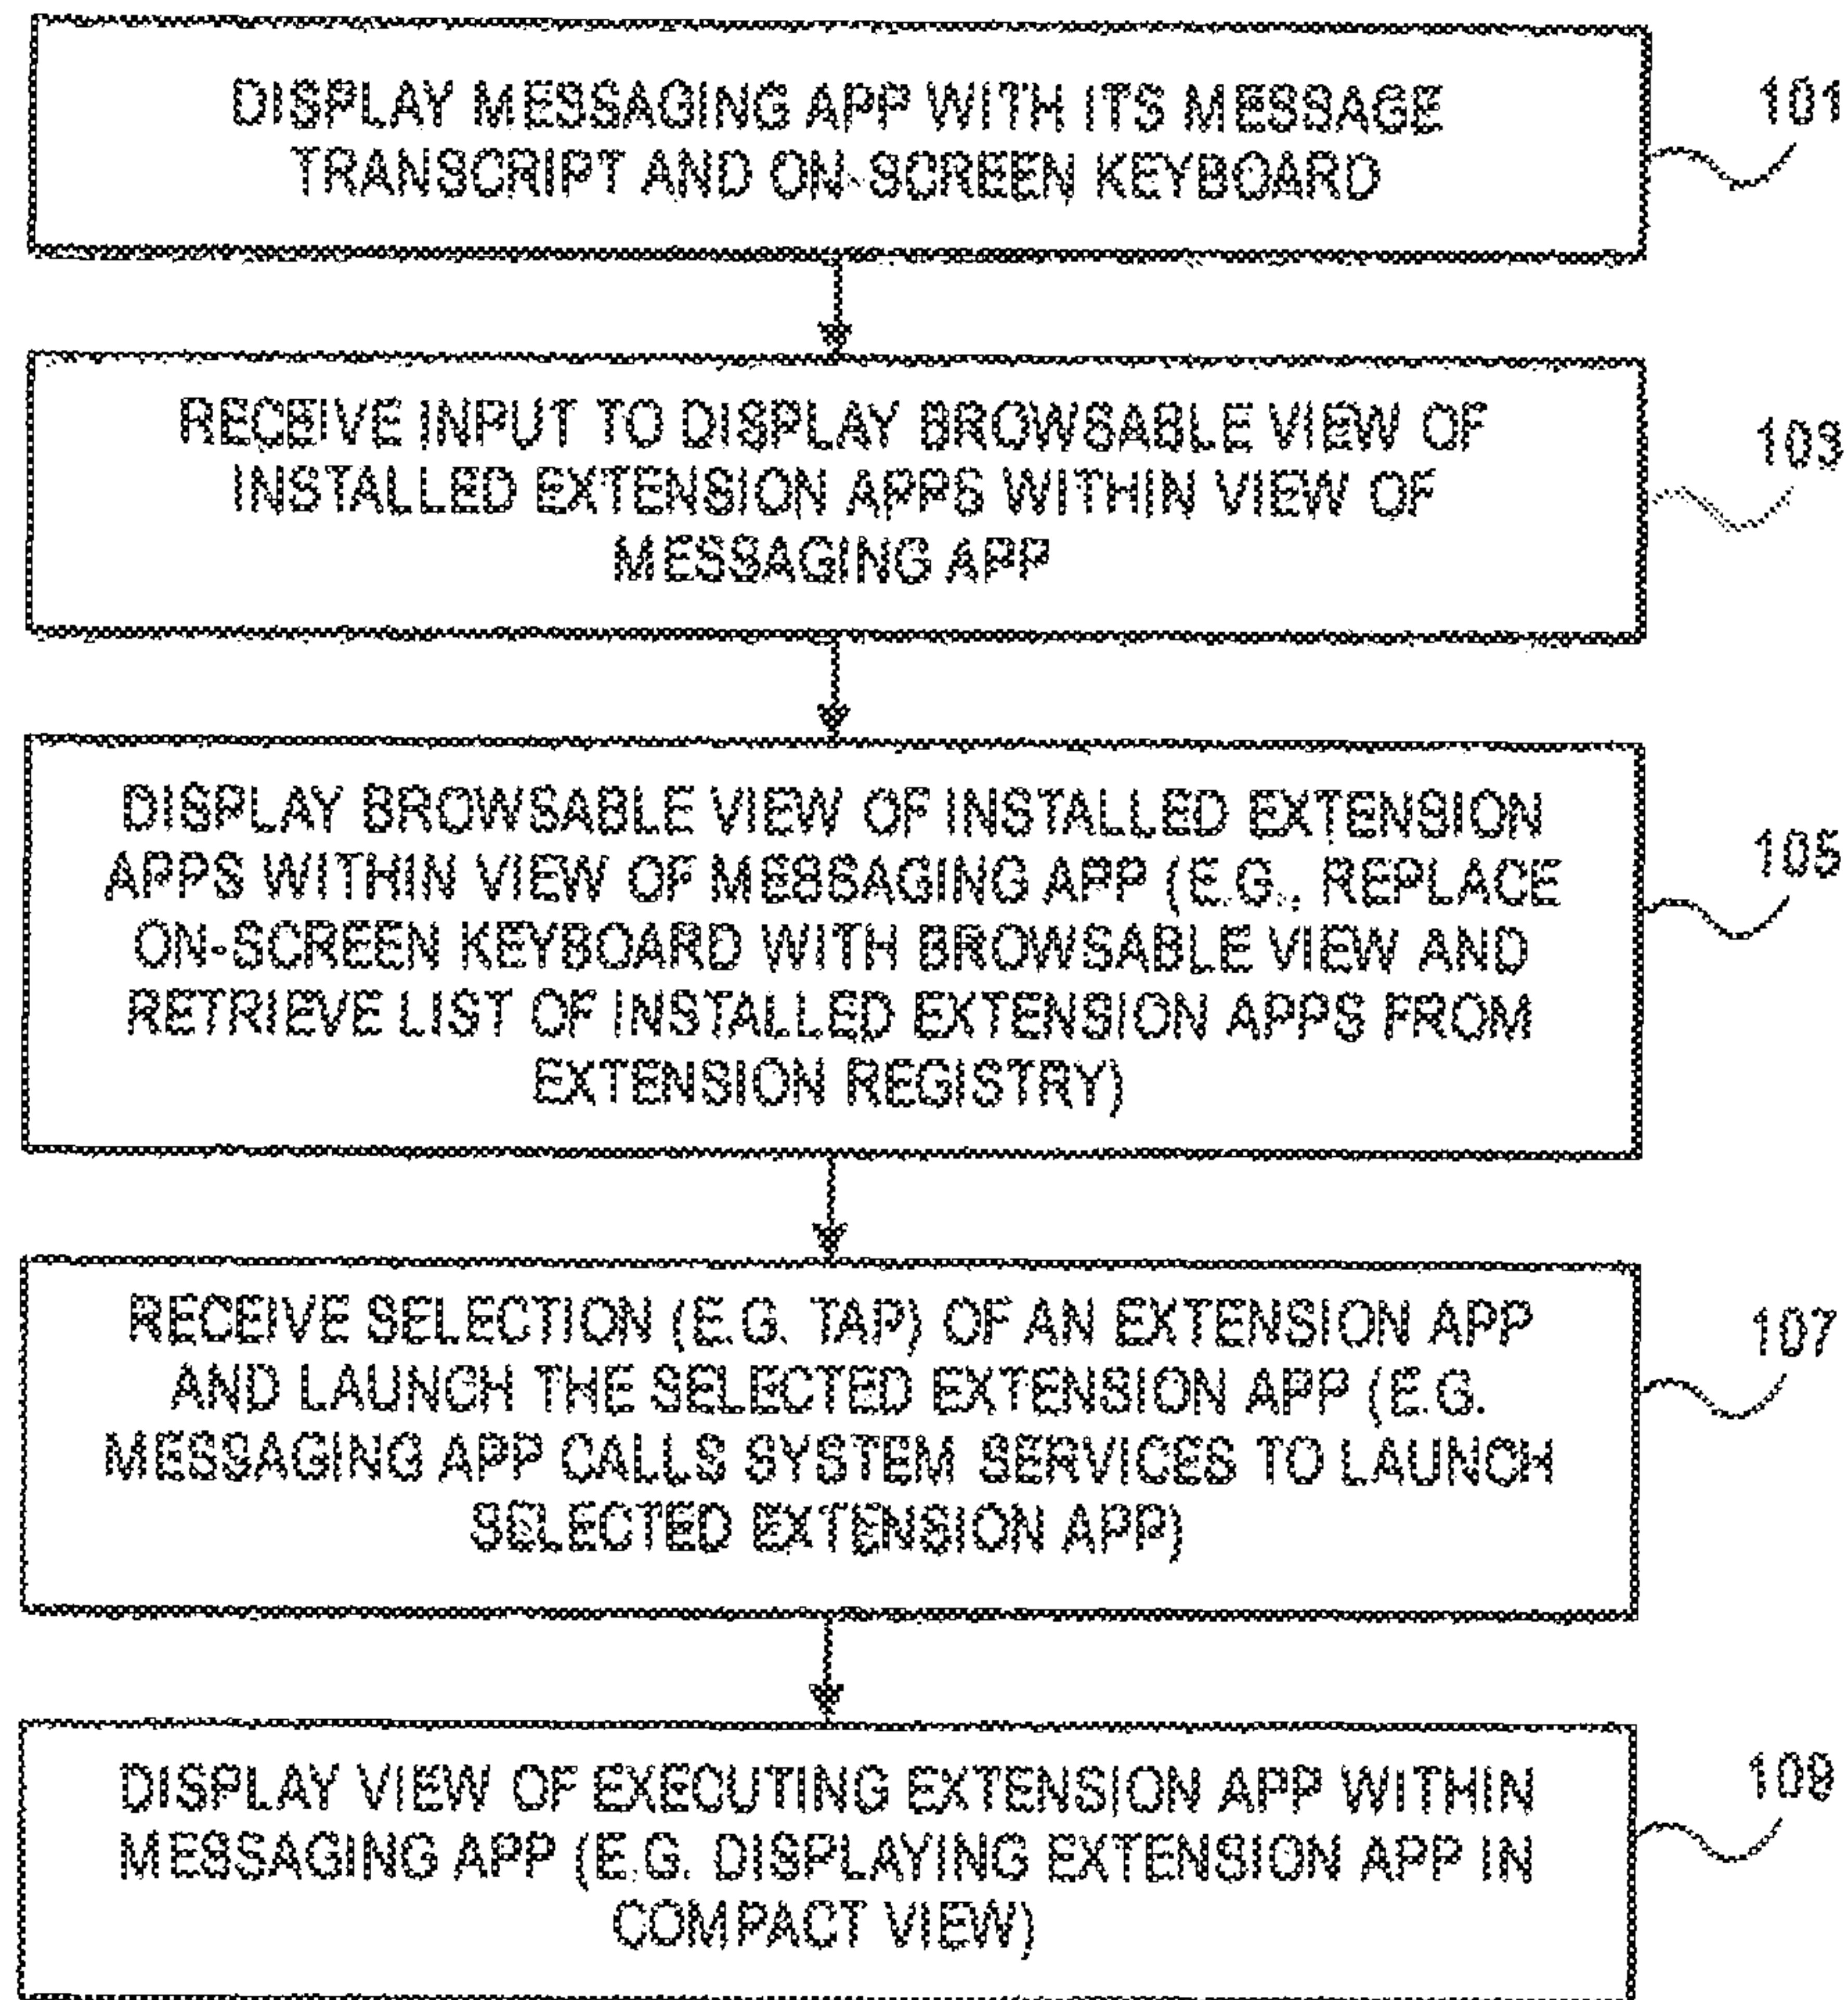 DISPLAY MESSAGING APP WITH ITS MESSAGE
TRANSCRIPT AND ON-SCREEN KEYBOARD
101
RECEIVE INPUT TO DISPLAY BROWSABLE VIEW OF
INSTALLED EXTENSION APPS WITHIN VIEW OF
MESSAGING APP
103
DISPLAY BROWSABLE VIEW OF INSTALLED EXTENSION
APPS WITHIN VIEW OF MESSAGING APP (E.G., REPLACE
ON-SCREEN KEYBOARD WITH BROWSABLE VIEW AND
RETRIEVE LIST OF INSTALLED EXTENSION APPS FROM
EXTENSION REGISTRY)
105
RECEIVE SELECTION (E.G. TAP) OF AN EXTENSION APP
AND LAUNCH THE SELECTED EXTENSION APP (E.G.
MESSAGING APP CALLS SYSTEM SERVICES TO LAUNCH
SELECTED EXTENSION APP)
107
DISPLAY VIEW OF EXECUTING EXTENSION APP WITHIN
MESSAGING APP (E.G. DISPLAYING EXTENSION APP IN
COMPACT VIEW)
109